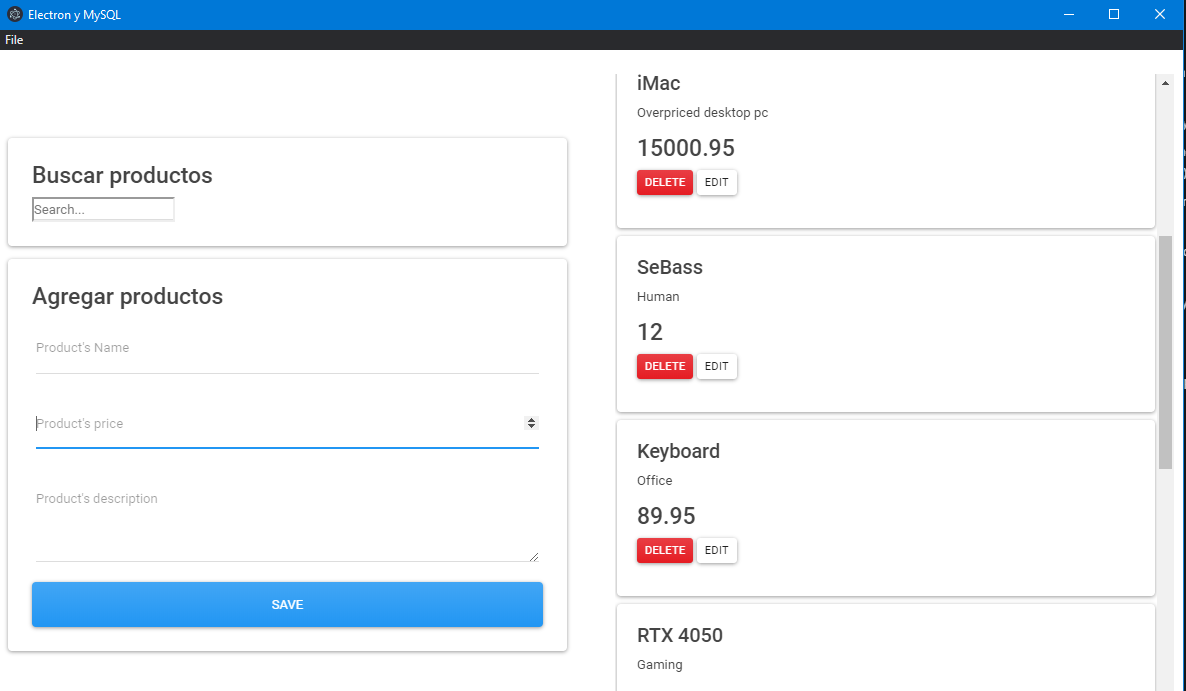 Electron y MySQL
File
Buscar productos
Search...
Agregar productos
Product's Name
Product's price
Product's description
SAVE
iMac
Overpriced desktop pc
15000.95
DELETE EDIT
SeBass
Human
12
DELETE EDIT
Keyboard
Office
89.95
DELETE EDIT
RTX 4050
Gaming